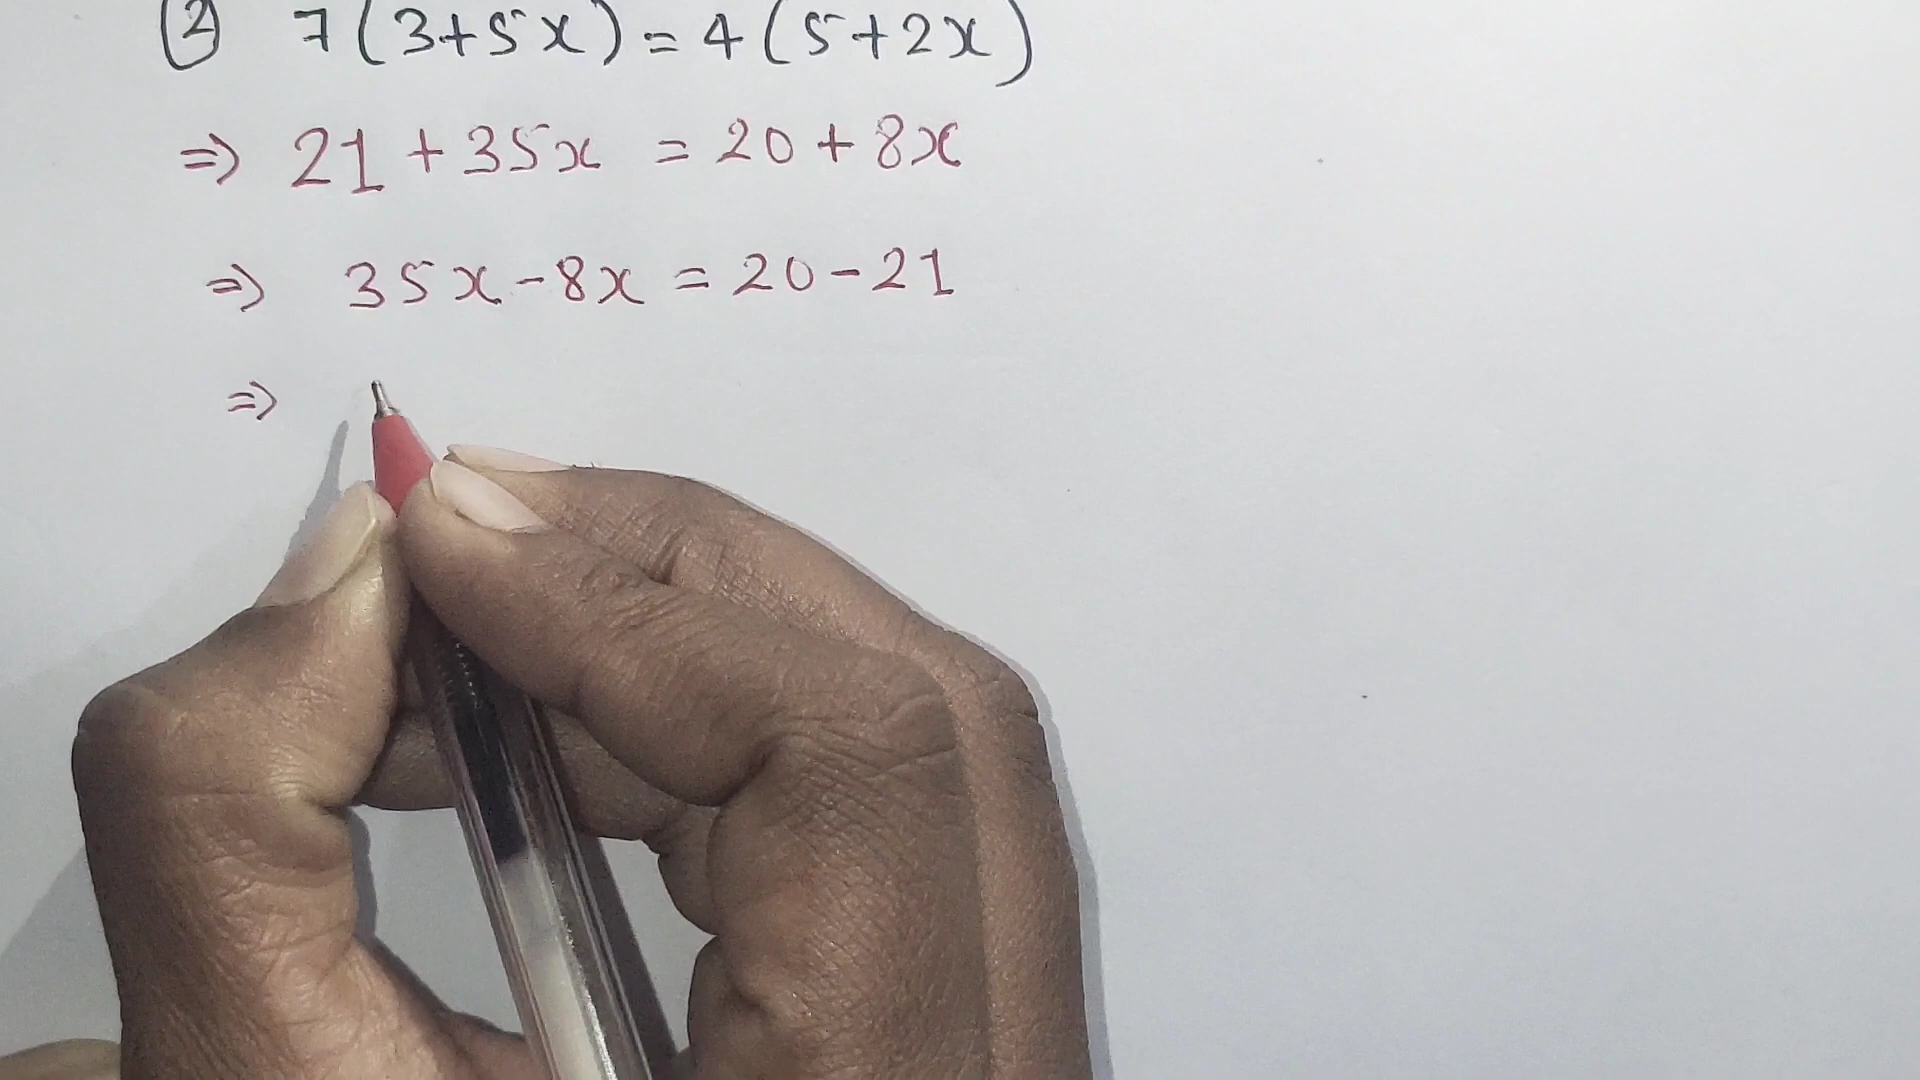 ② 7(3+5x)=4(5+2x)
⇒ 21+35x = 20+8x
⇒ 35x-8x = 20-21
⇒